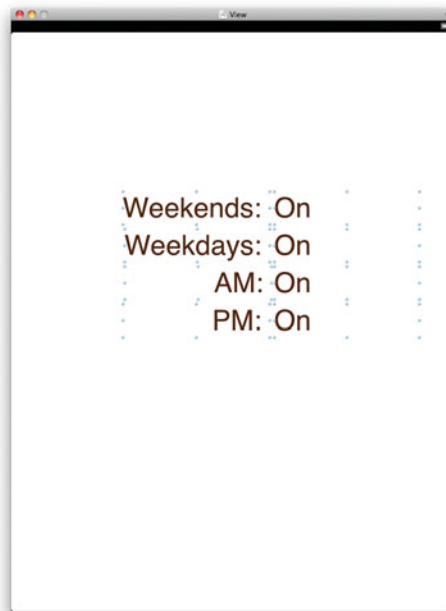 View
Weekends: On
Weekdays: On
AM: On
PM: On